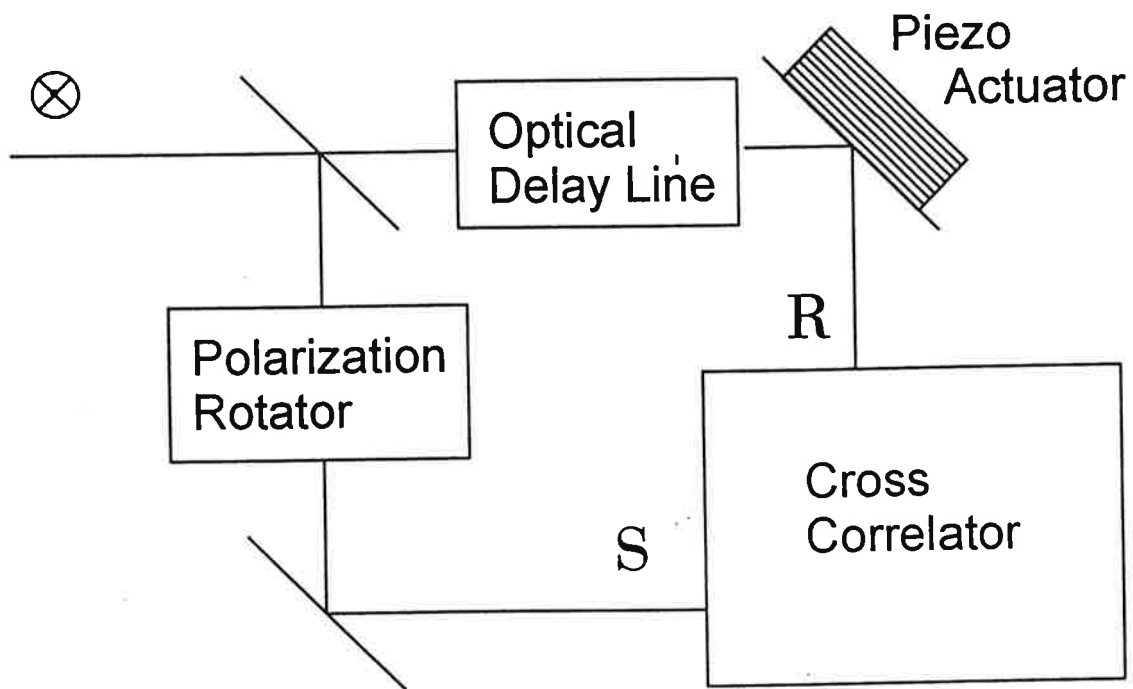 Piezo
Actuator
Optical
Delay Line
R
Polarization
Rotator
Cross
Correlator
S